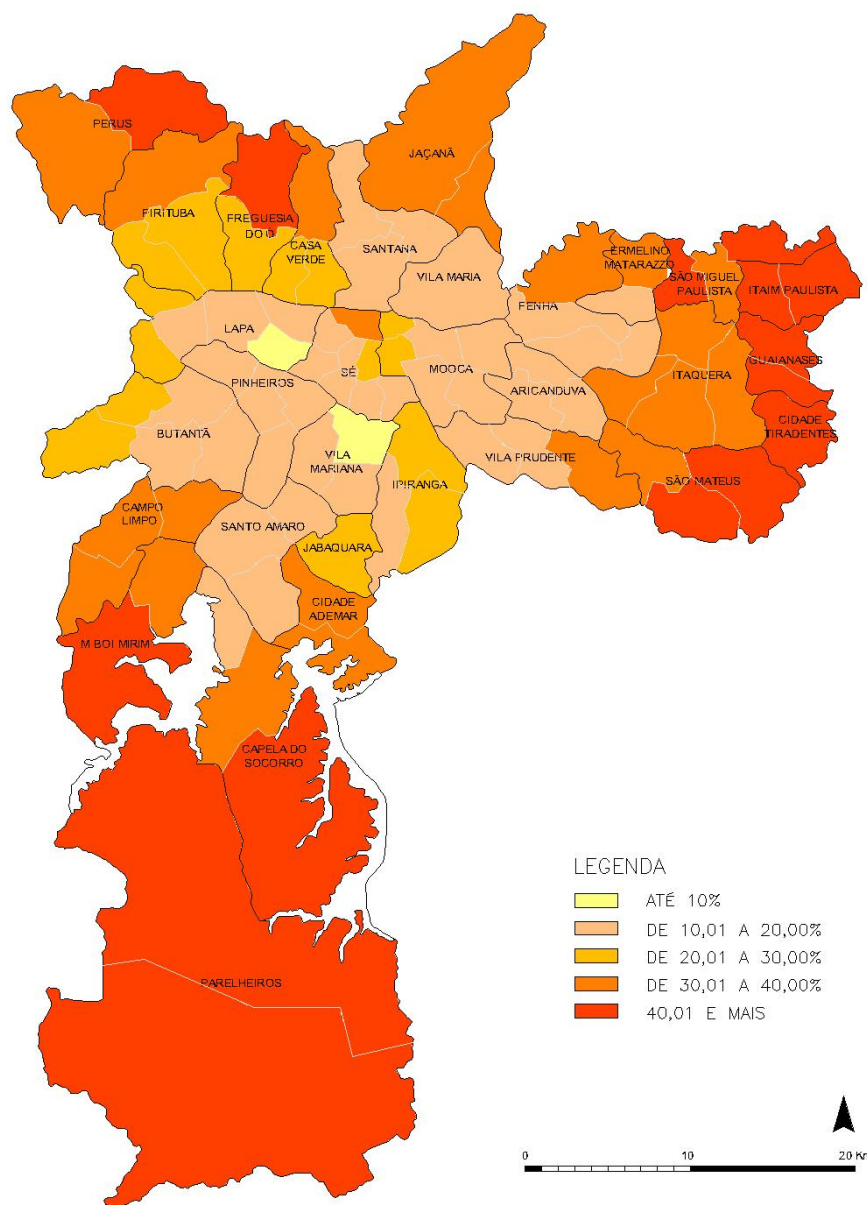 PERUS
JAÇANÃ
PIRITUBA
FREGUESIA
DO O
CASA
VERDE
SANTANA
VILA MARIA
ERMELINO
MATARAZZO
SÃO MIGUEL
PAULISTA
ITAIM PAULISTA
PENHA
LAPA
SÉ
MOOCA
PINHEIROS
ITAQUERA
GUAIANASES
ARICANDUVA
BUTANTÃ
VILA
MARIANA
CIDADE
TIRADENTES
VILA PRUDENTE
IPIRANGA
SÃO MATEUS
CAMPO
LIMPO
SANTO AMARO
JABAQUARA
CIDADE
ADEMAR
M BOI MIRIM
CAPELA DO
SOCORRO
PARELHEIROS
LEGENDA
ATÉ 10%
DE 10,01 A 20,00%
DE 20,01 A 30,00%
DE 30,01 A 40,00%
40,01 E MAIS
0 10 20 K